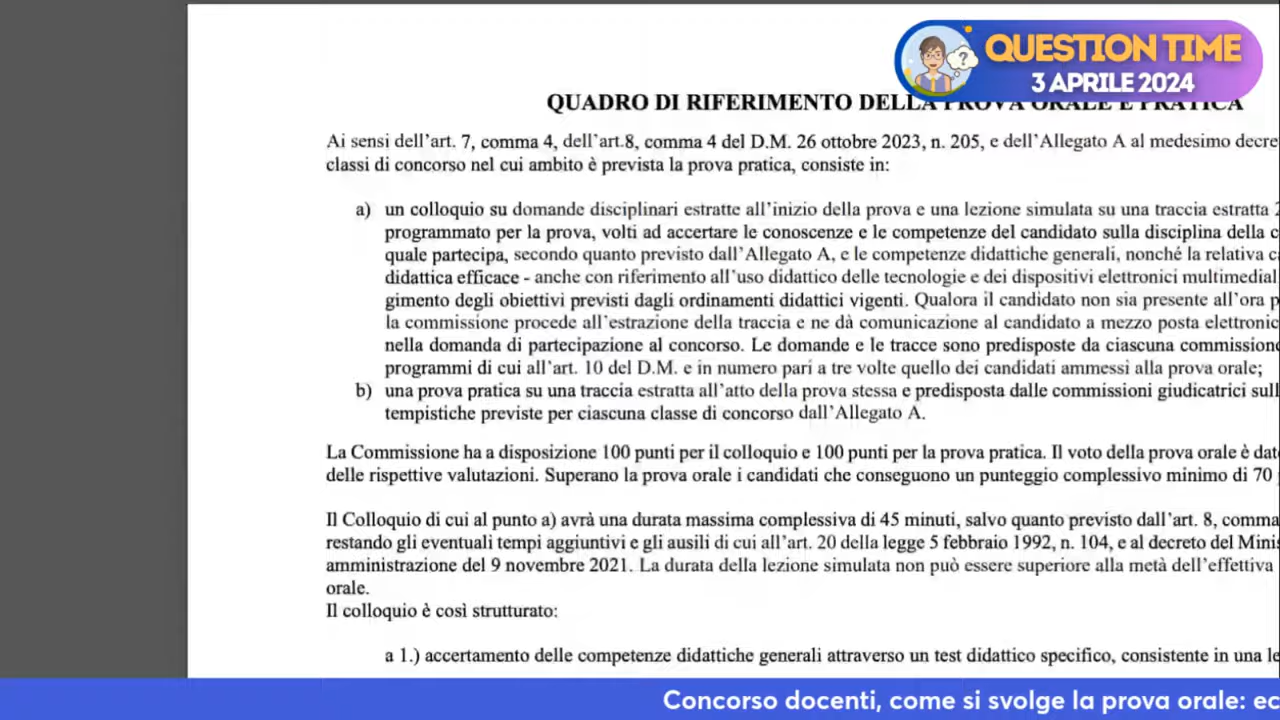 QUESTION TIME
3 APRILE 2024
QUADRO DI RIFERIMENTO DELLA PROVA ORALE E PRATICA
Ai sensi dell'art. 7, comma 4, dell'art.8, comma 4 del D.M. 26 ottobre 2023, n. 205, e dell'Allegato A al medesimo decre
classi di concorso nel cui ambito è prevista la prova pratica, consiste in:
a) un colloquio su domande disciplinari estratte all'inizio della prova e una lezione simulata su una traccia estratta 2
programmato per la prova, volti ad accertare le conoscenze e le competenze del candidato sulla disciplina della c
quale partecipa, secondo quanto previsto dall'Allegato A, e le competenze didattiche generali, nonché la relativa ca
didattica efficace - anche con riferimento all'uso didattico delle tecnologie e dei dispositivi elettronici multimedial
gimento degli obiettivi previsti dagli ordinamenti didattici vigenti. Qualora il candidato non sia presente all'ora p
la commissione procede all'estrazione della traccia e ne dà comunicazione al candidato a mezzo posta elettronic
nella domanda di partecipazione al concorso. Le domande e le tracce sono predisposte da ciascuna commission
programmi di cui all'art. 10 del D.M. e in numero pari a tre volte quello dei candidati ammessi alla prova orale;
b) una prova pratica su una traccia estratta all'atto della prova stessa e predisposta dalle commissioni giudicatrici sul
tempistiche previste per ciascuna classe di concorso dall'Allegato A.
La Commissione ha a disposizione 100 punti per il colloquio e 100 punti per la prova pratica. Il voto della prova orale è dat
delle rispettive valutazioni. Superano la prova orale i candidati che conseguono un punteggio complessivo minimo di 70
Il Colloquio di cui al punto a) avrà una durata massima complessiva di 45 minuti, salvo quanto previsto dall'art. 8, comma
restando gli eventuali tempi aggiuntivi e gli ausili di cui all'art. 20 della legge 5 febbraio 1992, n. 104, e al decreto del Minis
amministrazione del 9 novembre 2021. La durata della lezione simulata non può essere superiore alla metà dell'effettiva
orale.
Il colloquio è così strutturato:
a 1.) accertamento delle competenze didattiche generali attraverso un test didattico specifico, consistente in una le
Concorso docenti, come si svolge la prova orale: ec